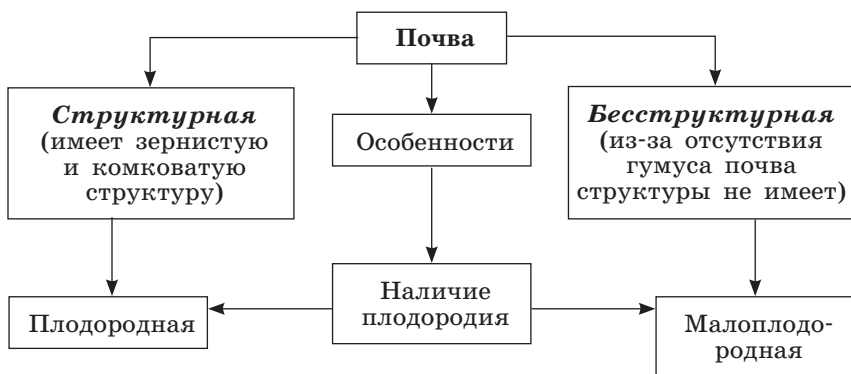 Почва
Структурная
(имеет зернистую
и комковатую
структуру)
Особенности
Бесструктурная
(из-за отсутствия
гумуса почва
структуры не имеет)
Плодородная
Наличие
плодородия
Малоплодо-
родная